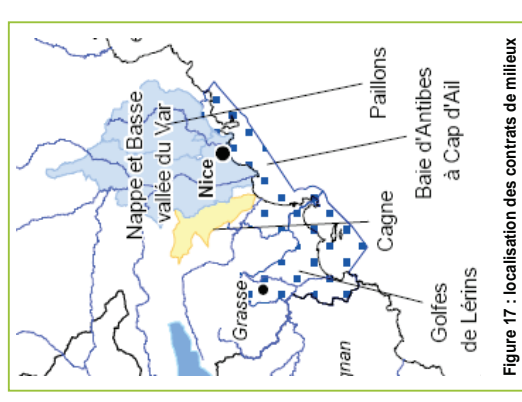 Nappe et Basse
vallée du Var
Nice
Grasse
gnan
Paillons
Baie d'Antibes
à Cap d'Ail
Cagne
Golfes
de Lérins
Figure 17 : localisation des contrats de milieux